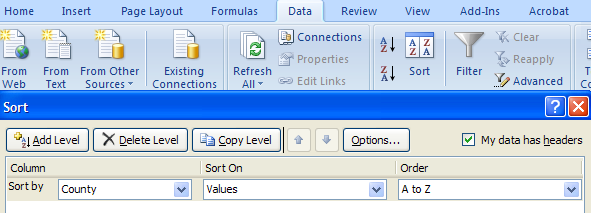 Home Insert Page Layout Formulas Data Review View Add-Ins Acrobat
From Web
From Text
From Other Sources
Existing Connections
Refresh All
Connections
Properties
Edit Links
A Z
Z A
A Z Z A
Sort
Filter
Clear
Reapply
Advanced
Sort
Add Level Delete Level Copy Level Options... My data has headers
Column Sort On Order
Sort by County Values A to Z